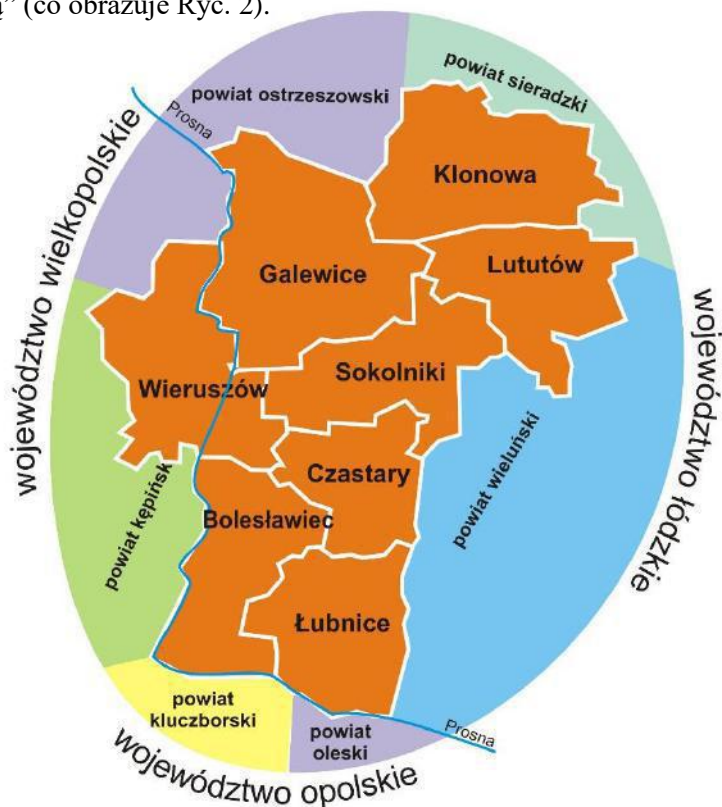 ą” (co obrazuje Ryc. 2).
powiat ostrzeszowski
powiat sieradzki
Prosna
województwo wielkopolskie
Klonowa
Galewice
Lututów
województwo łódzkie
Wieruszów
Sokolniki
powiat wieluński
powiat kępińsk
Czastary
Bolesławiec
Łubnice
powiat
kluczborski
powiat
oleski
Prosna
województwo opolskie